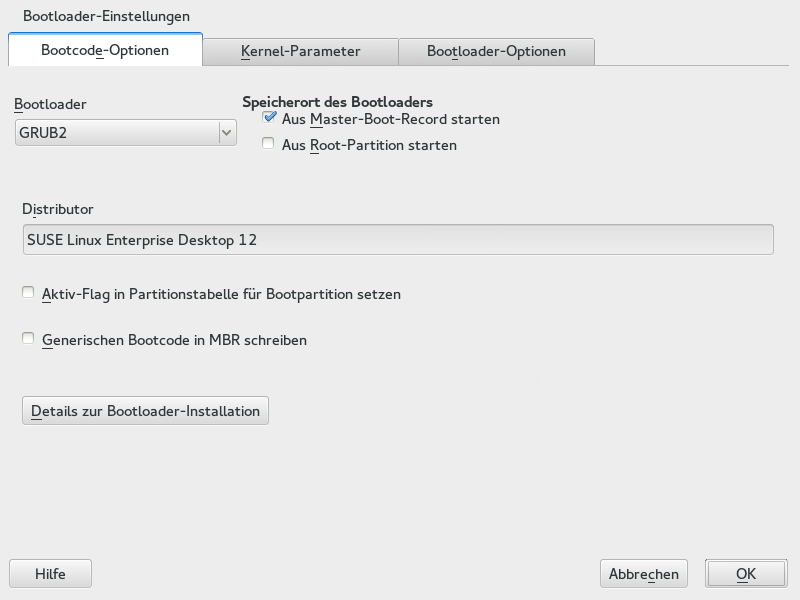 Bootloader-Einstellungen
Bootcode-Optionen
Kernel-Parameter
Bootloader-Optionen
Bootloader
GRUB2
Speicherort des Bootloaders
Aus Master-Boot-Record starten
Aus Root-Partition starten
Distributor
SUSE Linux Enterprise Desktop 12
Aktiv-Flag in Partitionstabelle für Bootpartition setzen
Generischen Bootcode in MBR schreiben
Details zur Bootloader-Installation
Hilfe
Abbrechen
OK